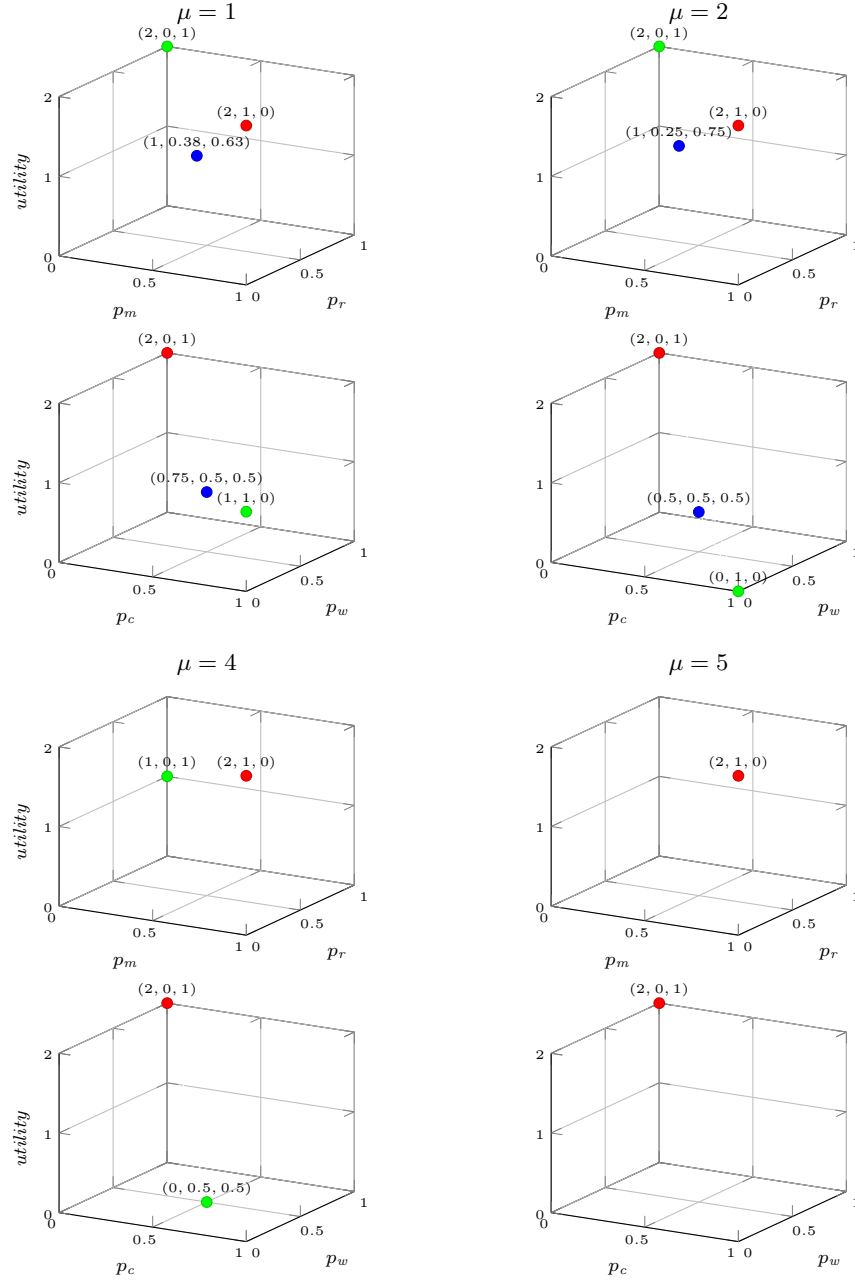 μ = 1
(2, 0, 1)
(2, 1, 0)
(1, 0.38, 0.63)
2
1
0
utility
0
0.5
1
p_m
0
0.5
1
p_r
μ = 2
(2, 0, 1)
(2, 1, 0)
(1, 0.25, 0.75)
2
1
0
0
0.5
1
p_m
0
0.5
1
p_r
(2, 0, 1)
(0.75, 0.5, 0.5)
(1, 1, 0)
2
1
0
utility
0
0.5
1
p_c
0
0.5
1
p_w
(2, 0, 1)
(0.5, 0.5, 0.5)
(0, 1, 0)
2
1
0
0
0.5
1
p_c
0
0.5
1
p_w
μ = 4
(1, 0, 1)
(2, 1, 0)
2
1
0
utility
0
0.5
1
p_m
0
0.5
1
p_r
μ = 5
(2, 1, 0)
2
1
0
0
0.5
1
p_m
0
0.5
1
p_r
(2, 0, 1)
(0, 0.5, 0.5)
2
1
0
utility
0
0.5
1
p_c
0
0.5
1
p_w
(2, 0, 1)
2
1
0
0
0.5
1
p_c
0
0.5
1
p_w